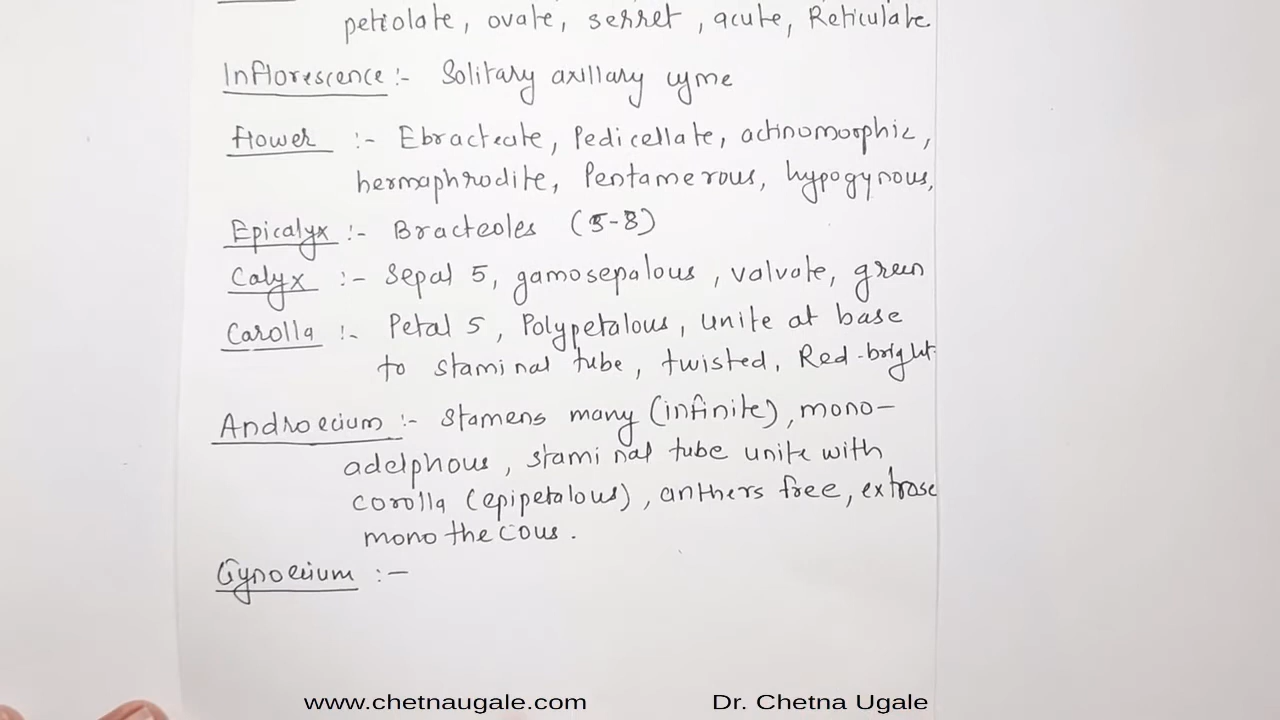 petiolate, ovate, serret, acute, Reticulate
Inflorescence :- Solitary axillary cyme
flower :- Ebracteate, Pedicellate, actinomorphic,
hermaphrodite, Pentamerous, hypogynous,
Epicalyx :- Bracteoles (5-8)
Calyx :- Sepal 5, gamosepalous, valvate, green
Carolla :- Petal 5, Polypetalous, unite at base
to staminal tube, twisted, Red-bright
Androecium :- Stamens many (infinite), mono-
adelphous, staminal tube unite with
corolla (epipetalous), anthers free, extrose
monothecous.
Gynoecium :-
www.chetnaugale.com Dr. Chetna Ugale